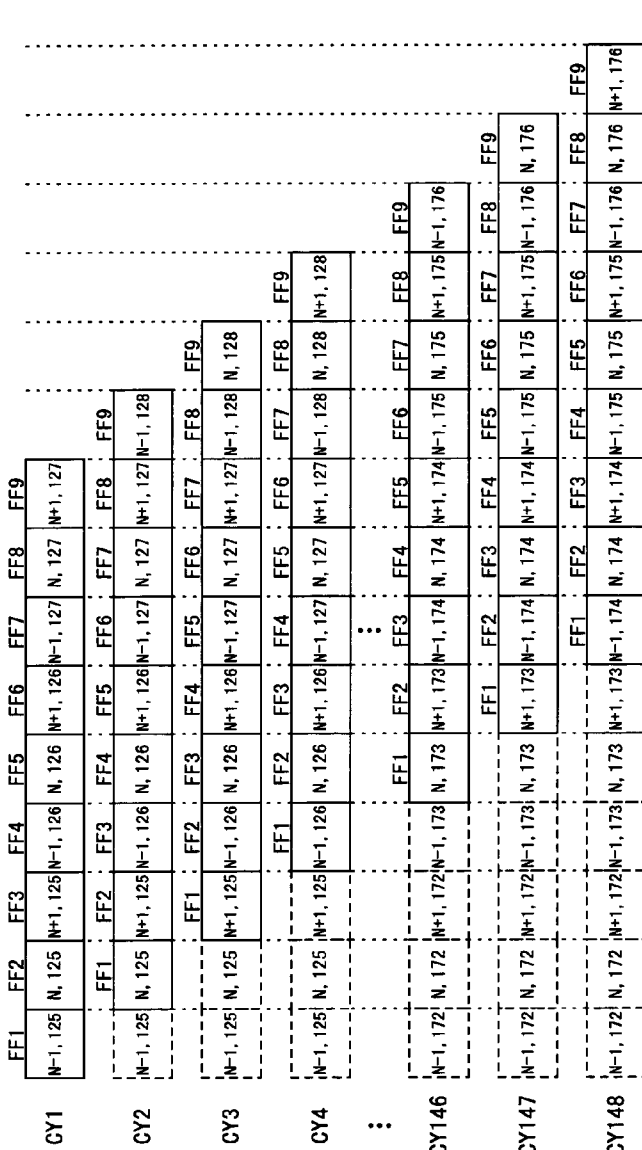 FF1 FF2 FF3 FF4 FF5 FF6 FF7 FF8 FF9
CY1 N-1, 125 N, 125 N+1, 125 N-1, 126 N, 126 N+1, 126 N-1, 127 N, 127 N+1, 127
FF1 FF2 FF3 FF4 FF5 FF6 FF7 FF8 FF9
CY2 N-1, 125 N, 125 N+1, 125 N-1, 126 N, 126 N+1, 126 N-1, 127 N, 127 N+1, 127 N-1, 128
FF1 FF2 FF3 FF4 FF5 FF6 FF7 FF8 FF9
CY3 N-1, 125 N, 125 N+1, 125 N-1, 126 N, 126 N+1, 126 N-1, 127 N, 127 N+1, 127 N-1, 128 N, 128
FF1 FF2 FF3 FF4 FF5 FF6 FF7 FF8 FF9
CY4 N-1, 125 N, 125 N+1, 125 N-1, 126 N, 126 N+1, 126 N-1, 127 N, 127 N+1, 127 N-1, 128 N, 128 N+1, 128
⋮ ⋮
FF1 FF2 FF3 FF4 FF5 FF6 FF7 FF8 FF9
CY146 N-1, 172 N, 172 N+1, 172 N-1, 173 N, 173 N+1, 173 N-1, 174 N, 174 N+1, 174 N-1, 175 N, 175 N+1, 175 N-1, 176
FF1 FF2 FF3 FF4 FF5 FF6 FF7 FF8 FF9
CY147 N-1, 172 N, 172 N+1, 172 N-1, 173 N, 173 N+1, 173 N-1, 174 N, 174 N+1, 174 N-1, 175 N, 175 N+1, 175 N-1, 176 N, 176
FF1 FF2 FF3 FF4 FF5 FF6 FF7 FF8 FF9
CY148 N-1, 172 N, 172 N+1, 172 N-1, 173 N, 173 N+1, 173 N-1, 174 N, 174 N+1, 174 N-1, 175 N, 175 N+1, 175 N-1, 176 N, 176 N+1, 176